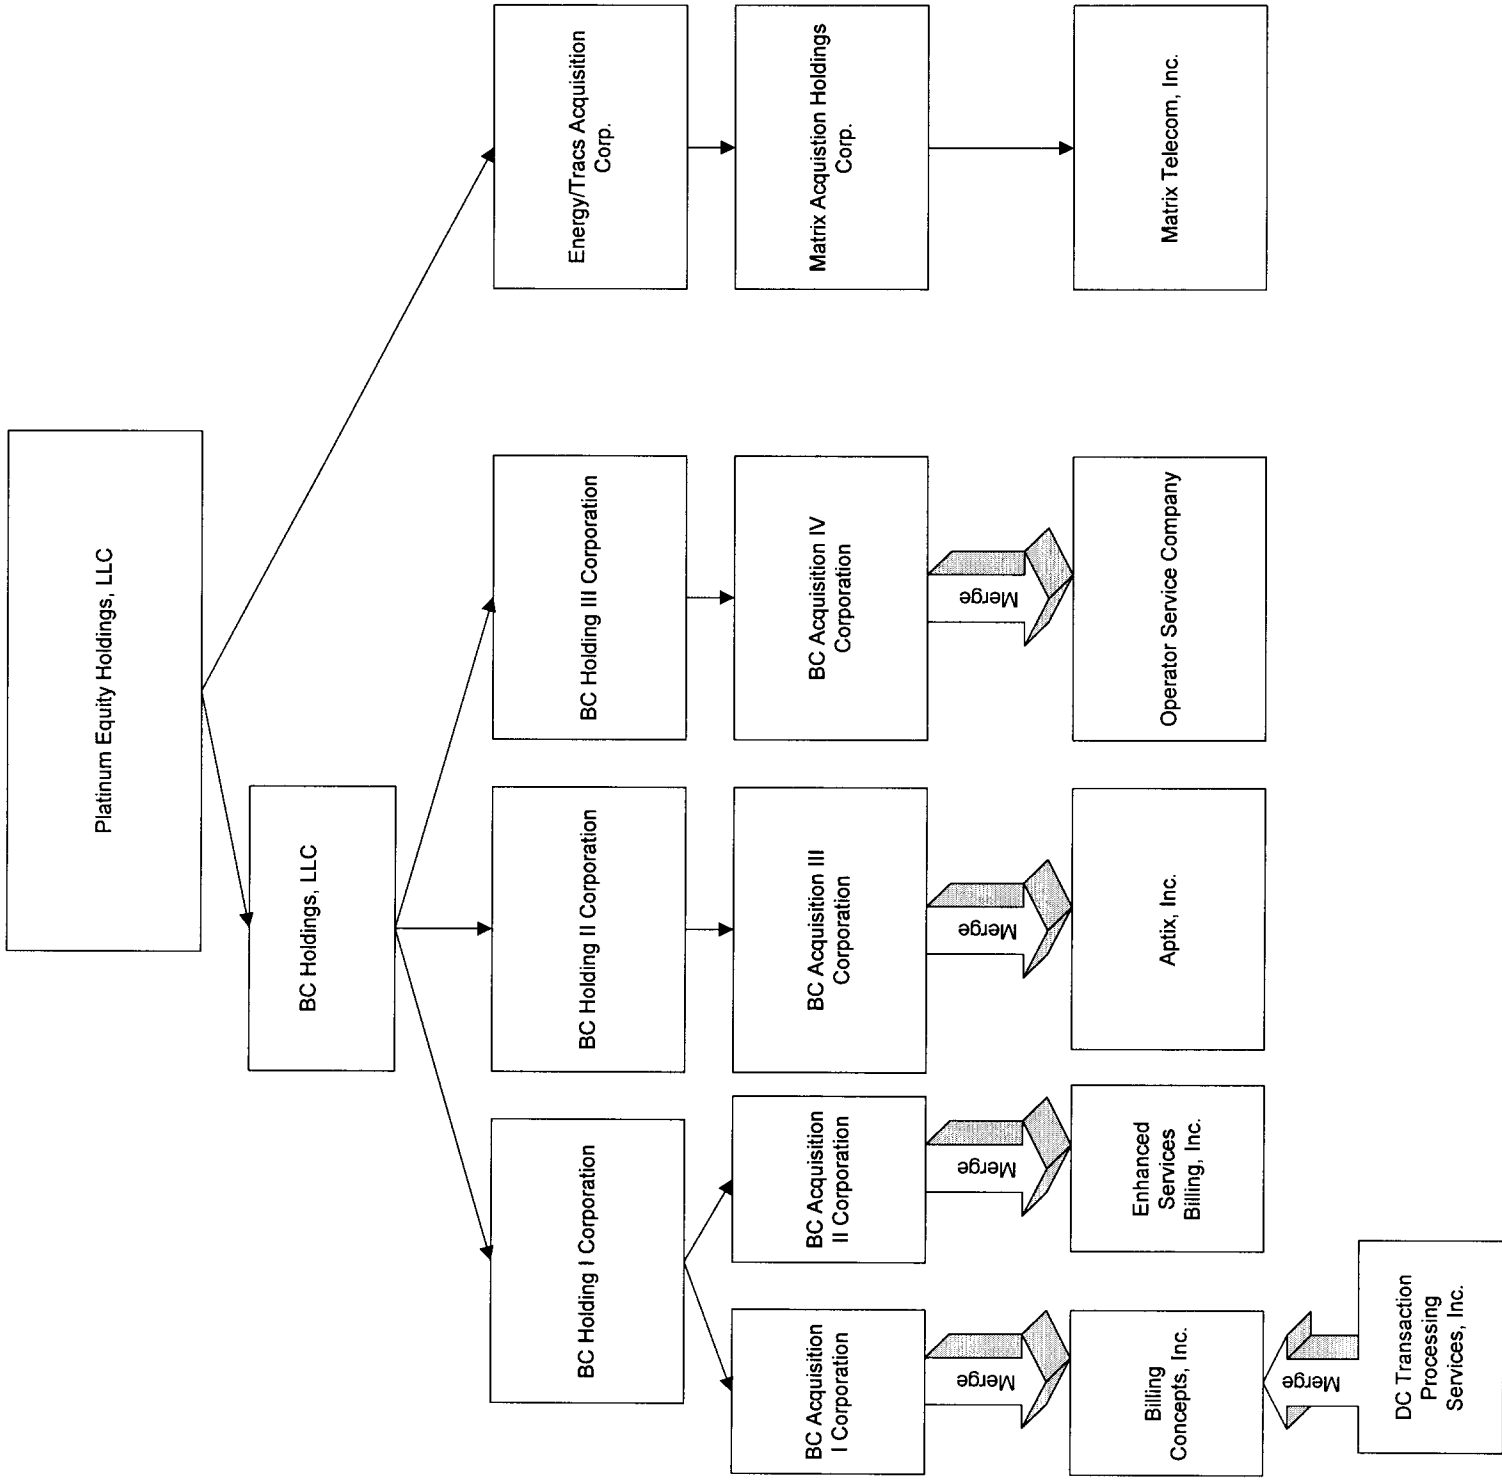 Platinum Equity Holdings, LLC
BC Holdings, LLC
BC Holding I Corporation
BC Holding II Corporation
BC Holding III Corporation
Energy/Tracs Acquisition
Corp.
BC Acquisition
I Corporation
BC Acquisition
II Corporation
BC Acquisition III
Corporation
BC Acquisition IV
Corporation
Matrix Acquistion Holdings
Corp.
Merge
Merge
Merge
Merge
Billing
Concepts, Inc.
Enhanced
Services
Billing, Inc.
Aptix, Inc.
Operator Service Company
Matrix Telecom, Inc.
Merge
DC Transaction
Processing
Services, Inc.